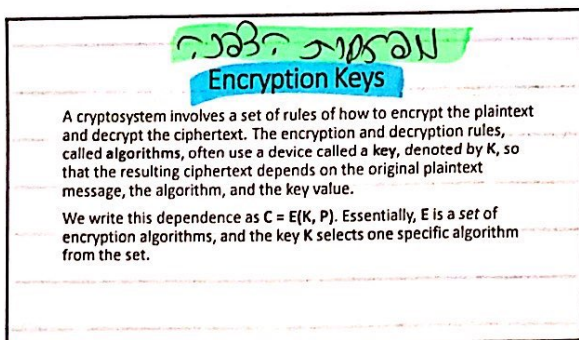 מפתחות הצפנה
Encryption Keys
A cryptosystem involves a set of rules of how to encrypt the plaintext
and decrypt the ciphertext. The encryption and decryption rules,
called algorithms, often use a device called a key, denoted by K, so
that the resulting ciphertext depends on the original plaintext
message, the algorithm, and the key value.
We write this dependence as C = E(K, P). Essentially, E is a set of
encryption algorithms, and the key K selects one specific algorithm
from the set.